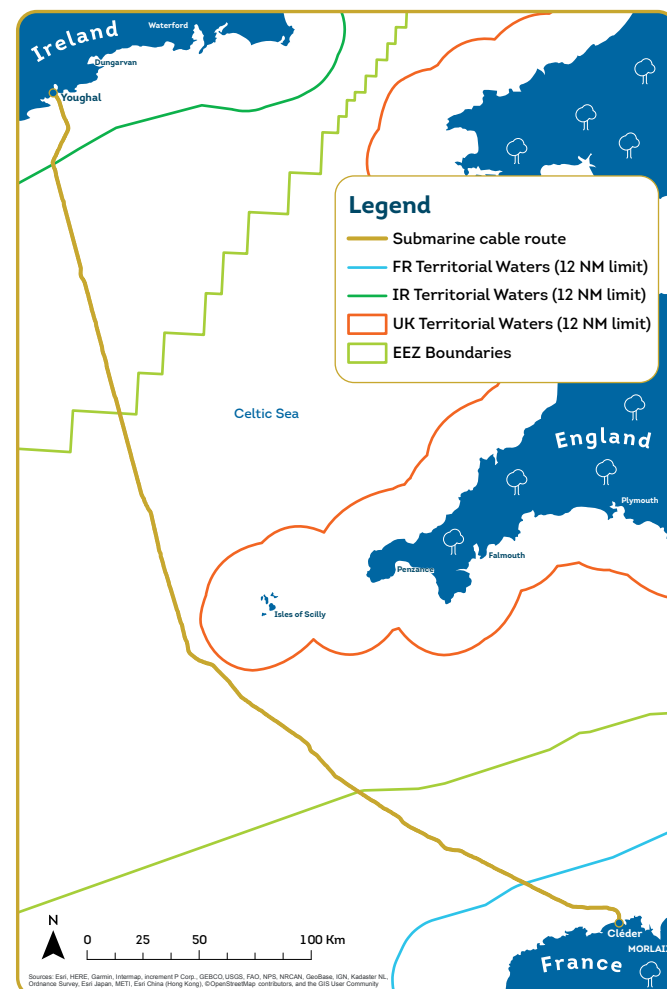 Ireland
Waterford
Dungarvan
Youghal
Legend
Submarine cable route
FR Territorial Waters (12 NM limit)
IR Territorial Waters (12 NM limit)
UK Territorial Waters (12 NM limit)
EEZ Boundaries
Celtic Sea
England
Plymouth
Falmouth
Penzance
Isles of Scilly
N
0 25 50 100 Km
Cléder
MORLAI
France
Sources: Esri, HERE, Garmin, Intermap, increment P Corp., GEBCO, USGS, FAO, NPS, NRCAN, GeoBase, IGN, Kadaster NL,
Ordnance Survey, Esri Japan, METI, Esri China (Hong Kong), ©OpenStreetMap contributors, and the GIS User Community